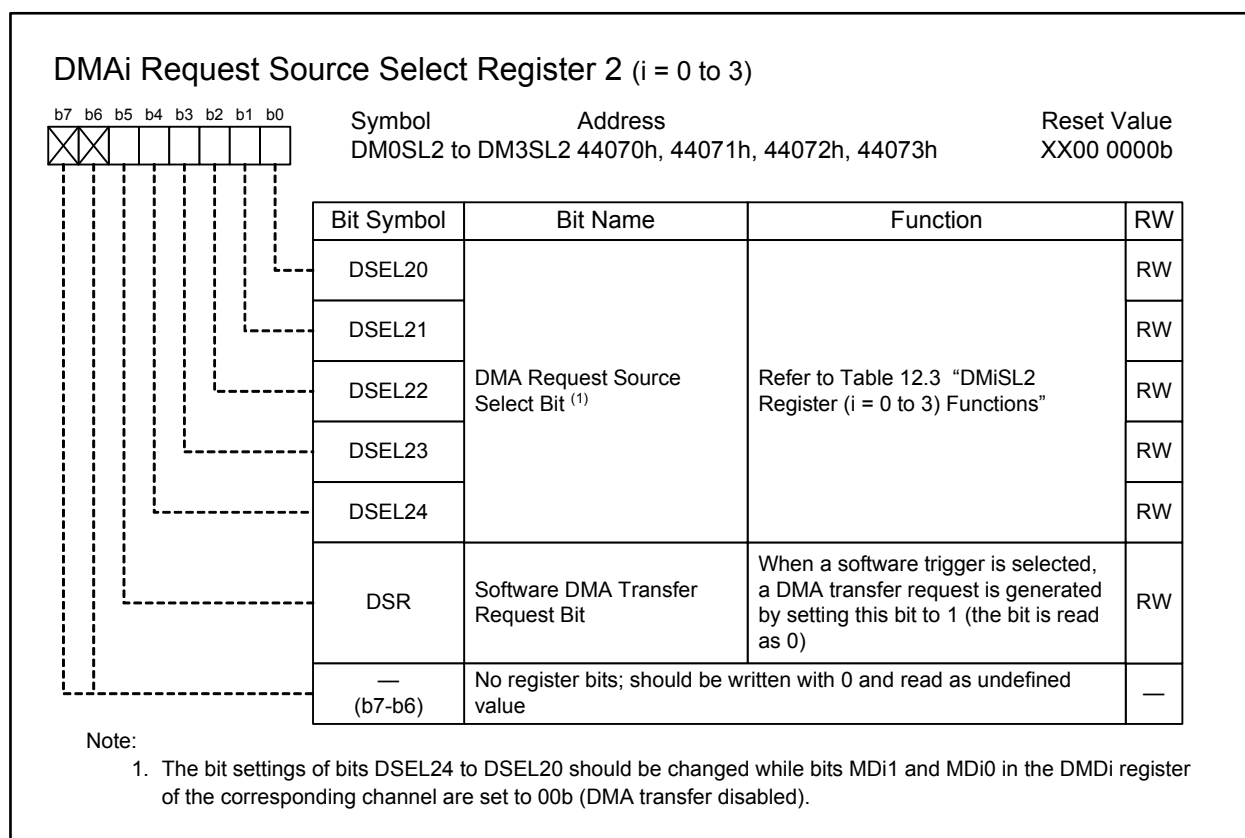 DMAi Request Source Select Register 2 (i = 0 to 3)
b7 b6 b5 b4 b3 b2 b1 b0
Symbol Address Reset Value
DM0SL2 to DM3SL2 44070h, 44071h, 44072h, 44073h XX00 0000b
Bit Symbol Bit Name Function RW
DSEL20 RW
DSEL21 RW
DSEL22 RW
DMA Request Source
Select Bit (1)
Refer to Table 12.3 “DMiSL2
Register (i = 0 to 3) Functions”
DSEL23 RW
DSEL24 RW
DSR
Software DMA Transfer
Request Bit
When a software trigger is selected,
a DMA transfer request is generated
by setting this bit to 1 (the bit is read
as 0)
RW
—
(b7-b6)
No register bits; should be written with 0 and read as undefined
value
—
Note:
1. The bit settings of bits DSEL24 to DSEL20 should be changed while bits MDi1 and MDi0 in the DMDi register
of the corresponding channel are set to 00b (DMA transfer disabled).